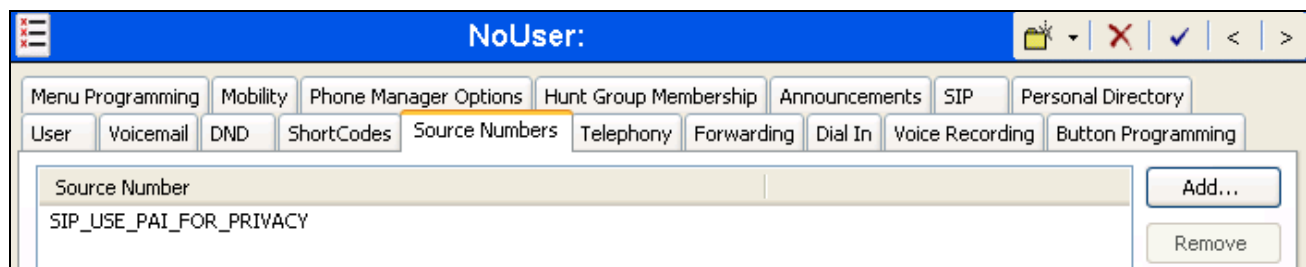 NoUser:
< >
Menu Programming Mobility Phone Manager Options Hunt Group Membership Announcements SIP Personal Directory
User Voicemail DND ShortCodes Source Numbers Telephony Forwarding Dial In Voice Recording Button Programming
Source Number
Add...
SIP_USE_PAI_FOR_PRIVACY
Remove